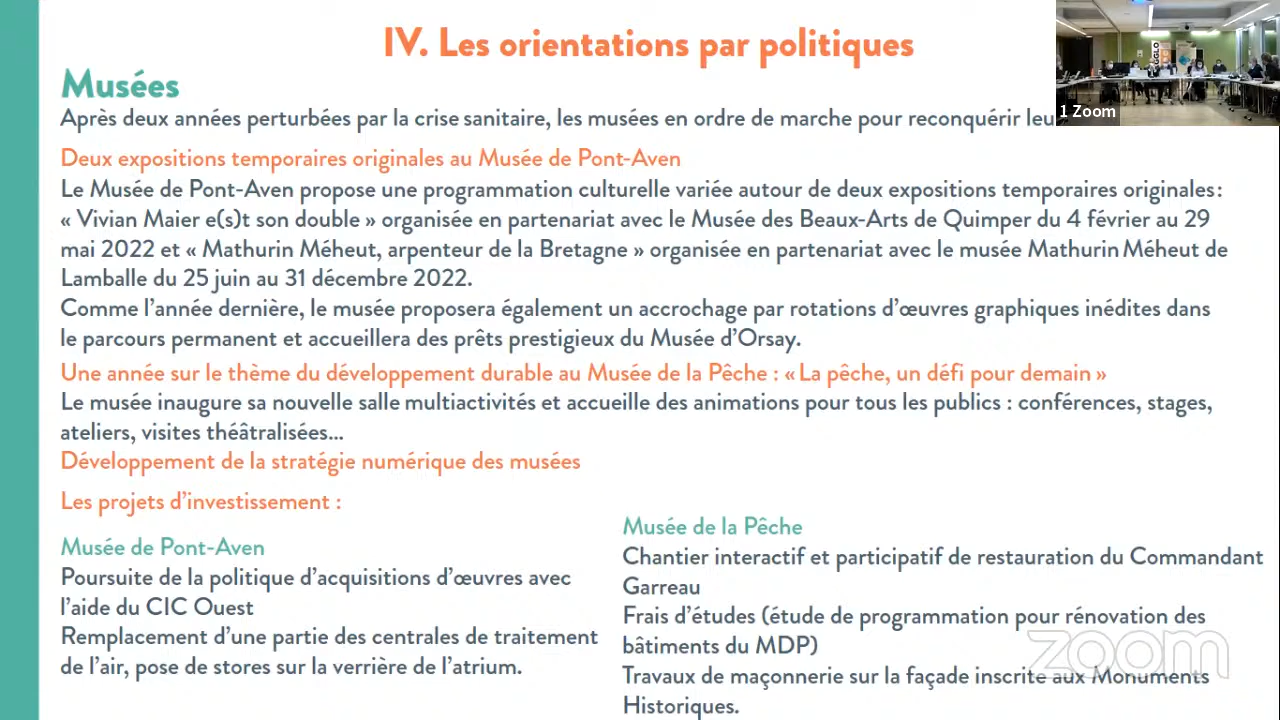 IV. Les orientations par politiques
Musées
Après deux années perturbées par la crise sanitaire, les musées en ordre de marche pour reconquérir
1 Zoom
Deux expositions temporaires originales au Musée de Pont-Aven
Le Musée de Pont-Aven propose une programmation culturelle variée autour de deux expositions temporaires originales :
« Vivian Maier e(s)t son double » organisée en partenariat avec le Musée des Beaux-Arts de Quimper du 4 février au 29
mai 2022 et « Mathurin Méheut, arpenteur de la Bretagne » organisée en partenariat avec le musée Mathurin Méheut de
Lamballe du 25 juin au 31 décembre 2022.
Comme l’année dernière, le musée proposera également un accrochage par rotations d’œuvres graphiques inédites dans
le parcours permanent et accueillera des prêts prestigieux du Musée d’Orsay.
Une année sur le thème du développement durable au Musée de la Pêche : « La pêche, un défi pour demain »
Le musée inaugure sa nouvelle salle multiactivités et accueille des animations pour tous les publics : conférences, stages,
ateliers, visites théâtralisées…
Développement de la stratégie numérique des musées
Les projets d’investissement :
Musée de Pont-Aven
Poursuite de la politique d’acquisitions d’œuvres avec
l’aide du CIC Ouest
Remplacement d’une partie des centrales de traitement
de l’air, pose de stores sur la verrière de l’atrium.
Musée de la Pêche
Chantier interactif et participatif de restauration du Commandant
Garreau
Frais d’études (étude de programmation pour rénovation des
bâtiments du MDP)
Travaux de maçonnerie sur la façade inscrite aux Monuments
Historiques.
zoom